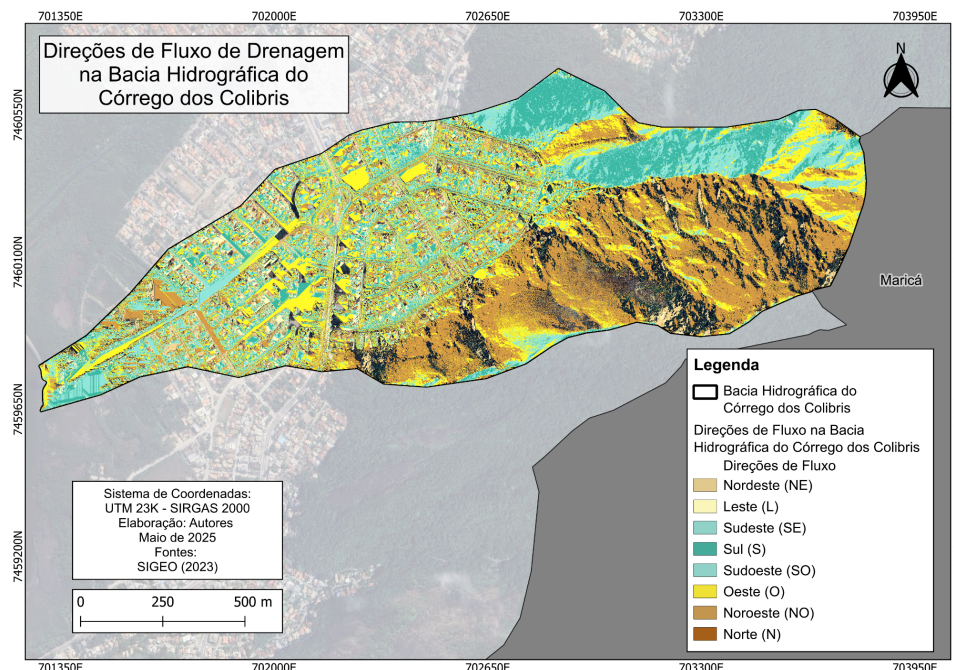 701350E 702000E 702650E 703300E 703950E
Direções de Fluxo de Drenagem
na Bacia Hidrográfica do
Córrego dos Colibris
N
7460550N
7460100N
7459650N
7459200N
Maricá
Legenda
Bacia Hidrográfica do
Córrego dos Colibris
Direções de Fluxo na Bacia
Hidrográfica do Córrego dos Colibris
Direções de Fluxo
Nordeste (NE)
Leste (L)
Sudeste (SE)
Sul (S)
Sudoeste (SO)
Oeste (O)
Noroeste (NO)
Norte (N)
Sistema de Coordenadas:
UTM 23K - SIRGAS 2000
Elaboração: Autores
Maio de 2025
Fontes:
SIGEO (2023)
0 250 500 m
701350E 702000E 702650E 703300E 703950E